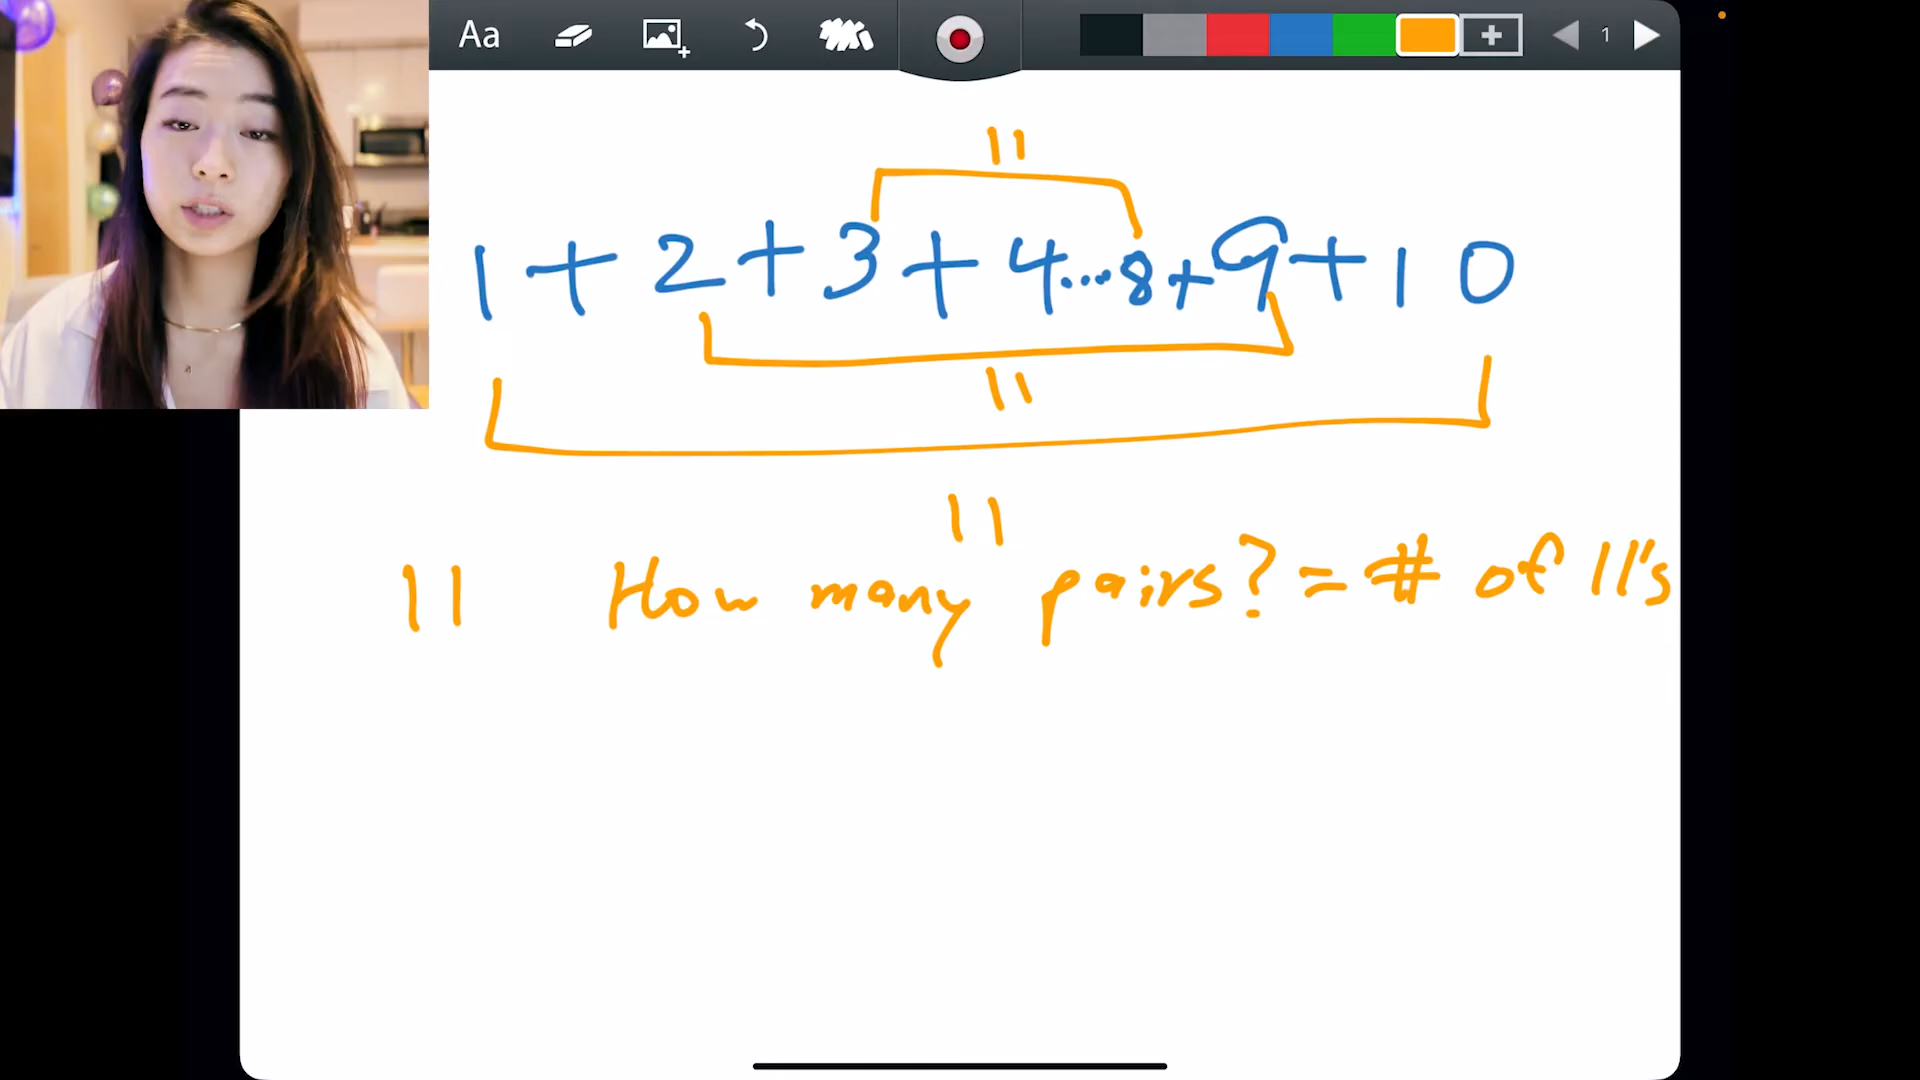 Aa
1
11
1 + 2 + 3 + 4...8 + 9 + 10
11
11
11 How many pairs? = # of 11's